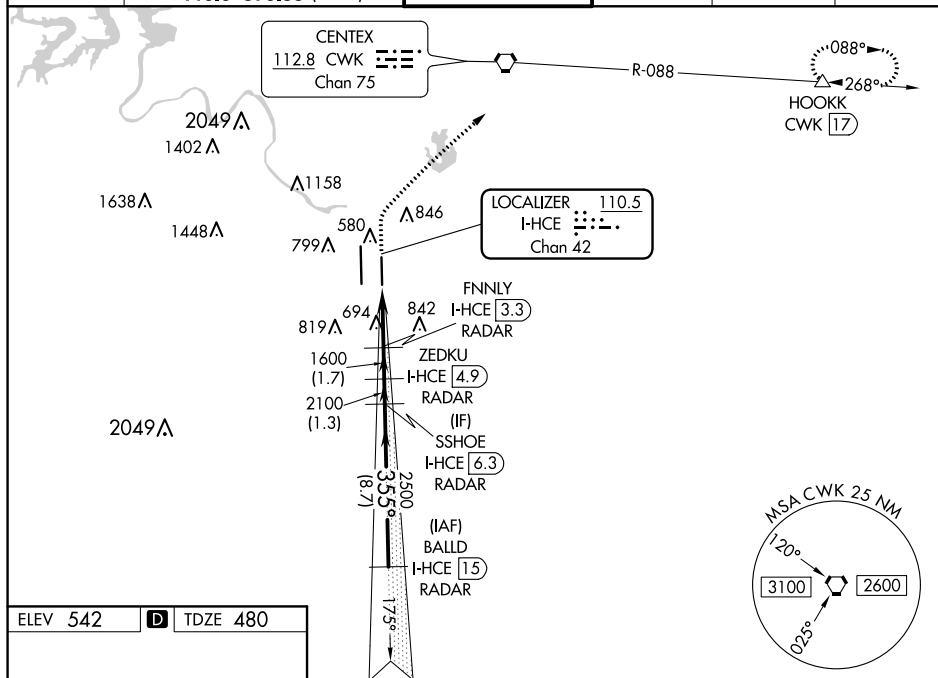 CENTEX
112.8 CWK
Chan 75
R-088
088°
268°
HOOKK
CWK 17
2049
1402
1158
1638
1448
580
846
799
LOCALIZER 110.5
I-HCE
Chan 42
FNNLY
I-HCE 3.3
RADAR
694
842
819
1600
(1.7)
ZEDKU
I-HCE 4.9
RADAR
2100
(1.3)
(IF)
SSHOE
I-HCE 6.3
RADAR
2049
2500
355°
(8.7)
(IAF)
BALLD
I-HCE 15
RADAR
175°
MSA CWK 25 NM
120°
3100
2600
025°
ELEV 542 D TDZE 480